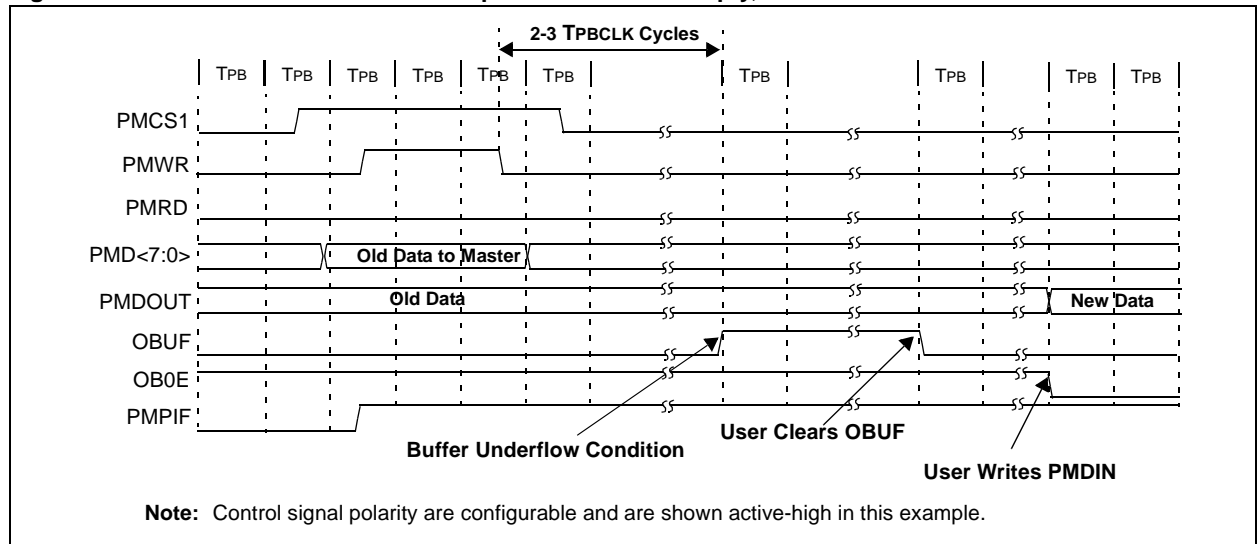 2-3 TPBCLK Cycles
TPB TPB TPB TPB TPB TPB TPB TPB TPB TPB
PMCS1
PMWR
PMRD
PMD<7:0> Old Data to Master
PMDOUT Old Data New Data
OBUF
OB0E
PMPIF
Buffer Underflow Condition
User Clears OBUF
User Writes PMDIN
Note: Control signal polarity are configurable and are shown active-high in this example.